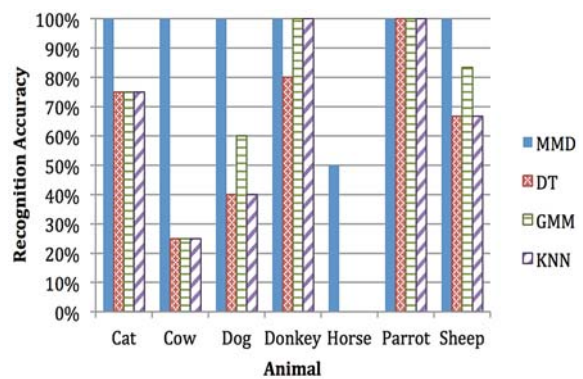 100%
90%
80%
70%
60%
50%
40%
30%
20%
10%
0%
Recognition Accuracy
Cat Cow Dog Donkey Horse Parrot Sheep
Animal
MMD
DT
GMM
KNN